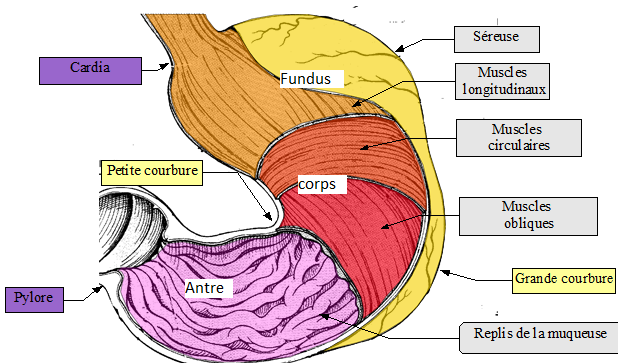 Séreuse
Cardia
Fundus
Muscles
longitudinaux
Muscles
circulaires
Petite courbure
corps
Muscles
obliques
Grande courbure
Antre
Pylore
Replis de la muqueuse